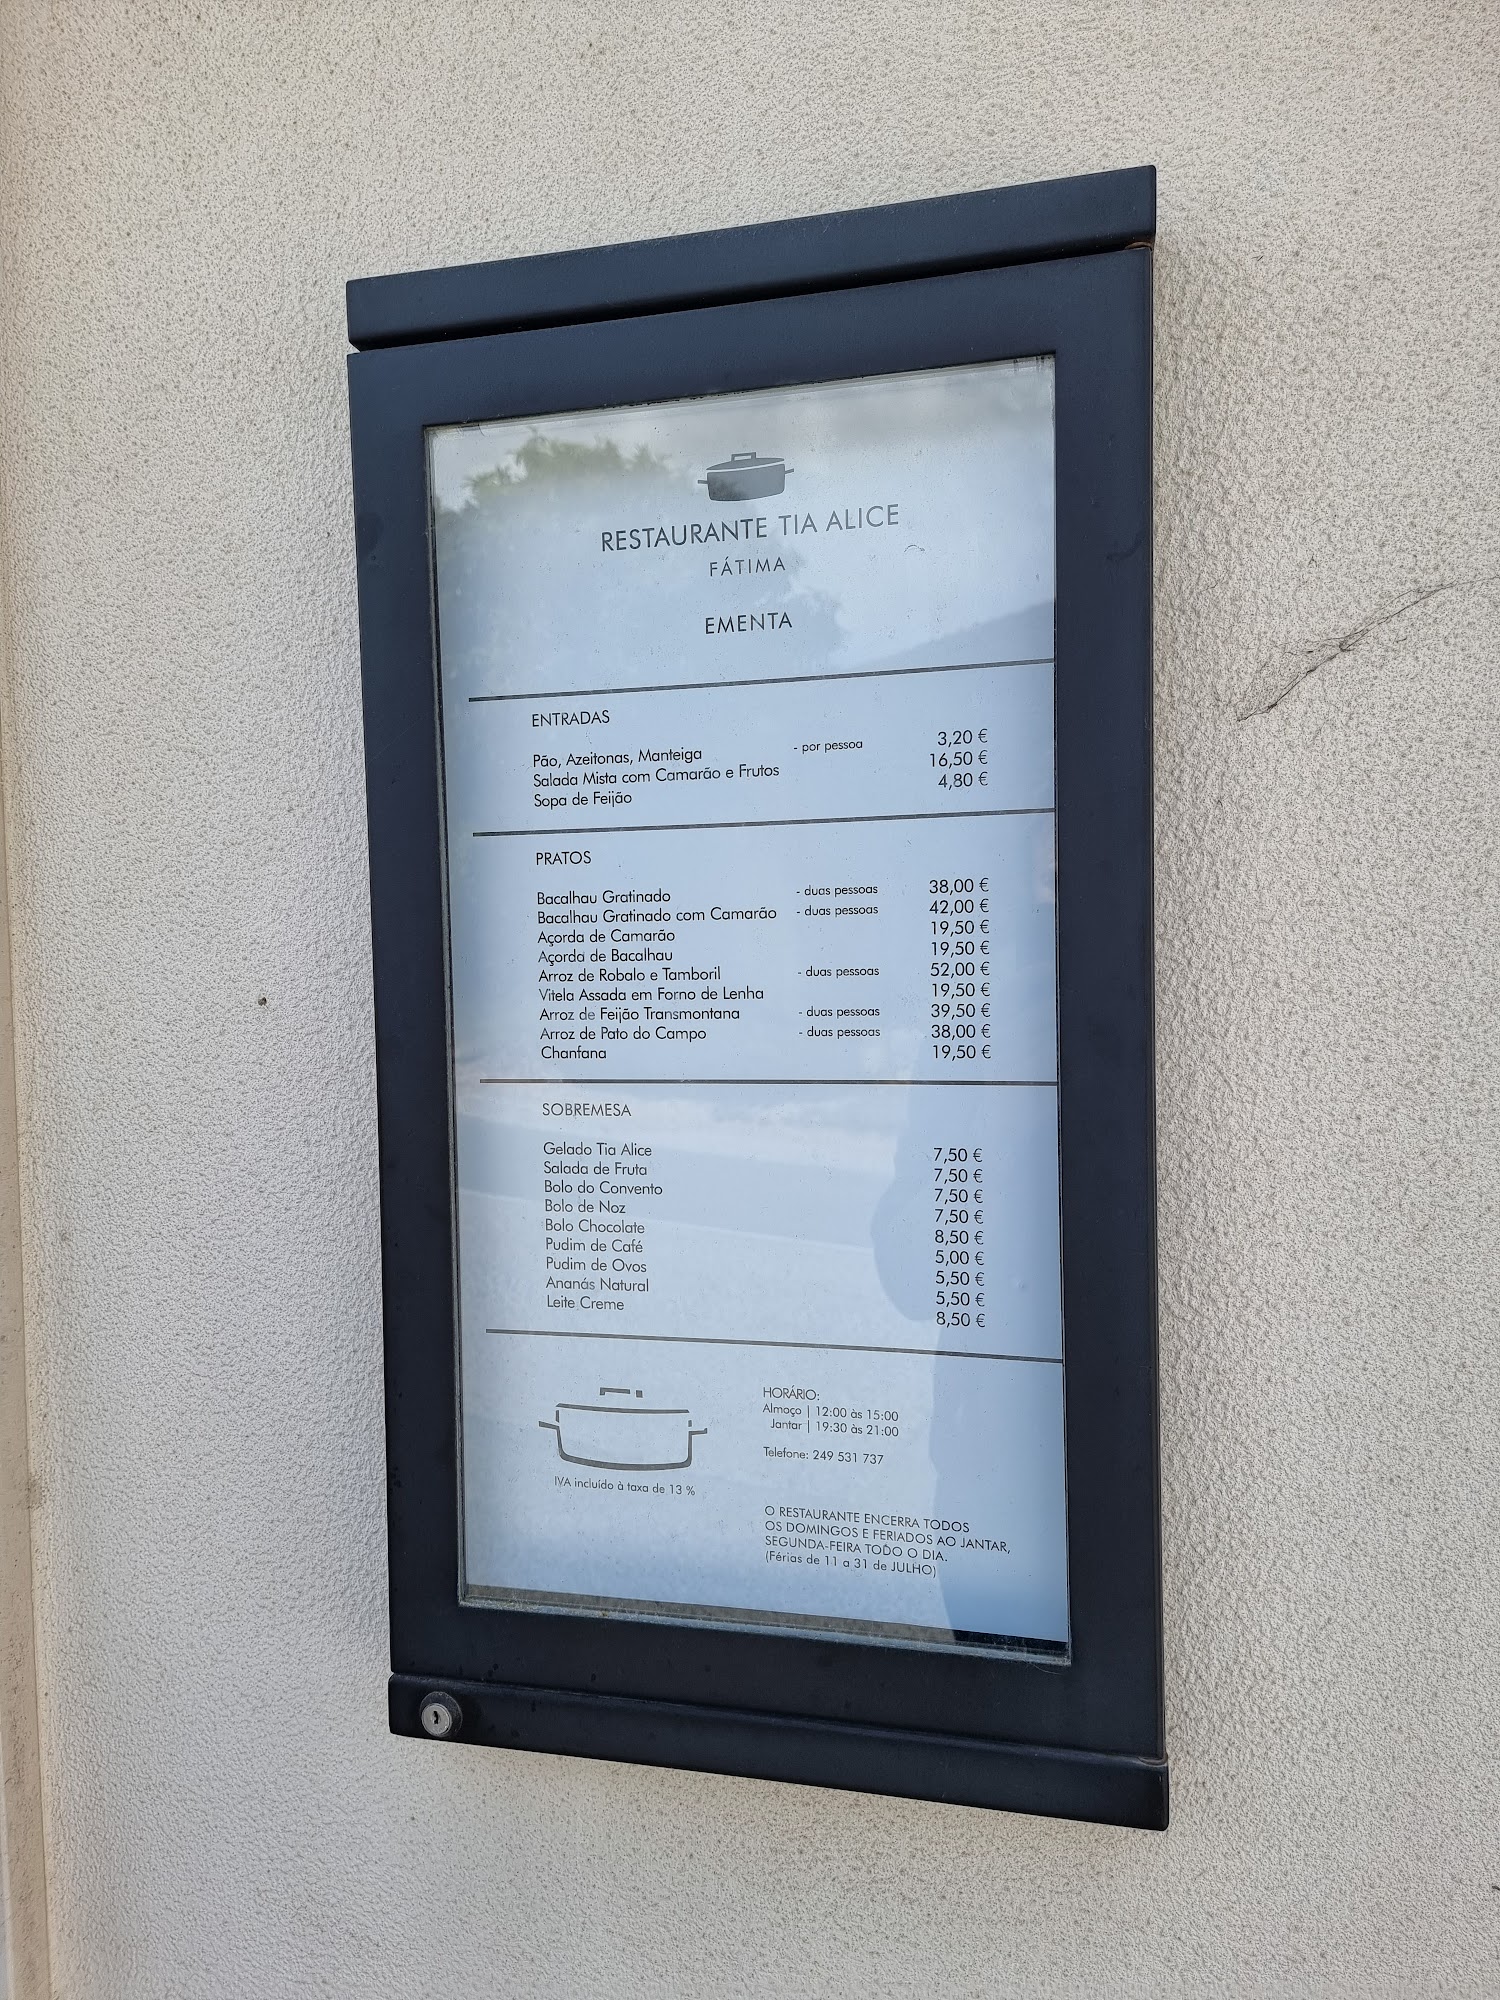 RESTAURANTE TIA ALICE
FÁTIMA
EMENTA
ENTRADAS
Pão, Azeitonas, Manteiga - por pessoa 3,20 €
Salada Mista com Camarão e Frutos 16,50 €
Sopa de Feijão 4,80 €
PRATOS
Bacalhau Gratinado - duas pessoas 38,00 €
Bacalhau Gratinado com Camarão - duas pessoas 42,00 €
Açorda de Camarão 19,50 €
Açorda de Bacalhau 19,50 €
Arroz de Robalo e Tamboril - duas pessoas 52,00 €
Vitela Assada em Forno de Lenha 19,50 €
Arroz de Feijão Transmontana - duas pessoas 39,50 €
Arroz de Pato do Campo - duas pessoas 38,00 €
Chanfana 19,50 €
SOBREMESA
Gelado Tia Alice 7,50 €
Salada de Fruta 7,50 €
Bolo do Convento 7,50 €
Bolo de Noz 7,50 €
Bolo Chocolate 8,50 €
Pudim de Café 5,00 €
Pudim de Ovos 5,50 €
Ananás Natural 5,50 €
Leite Creme 8,50 €
IVA incluído à taxa de 13 %
HORÁRIO:
Almoço | 12:00 às 15:00
Jantar | 19:30 às 21:00
Telefone: 249 531 737
O RESTAURANTE ENCERRA TODOS
OS DOMINGOS E FERIADOS AO JANTAR,
SEGUNDA-FEIRA TODO O DIA.
(Férias de 11 a 31 de JULHO)